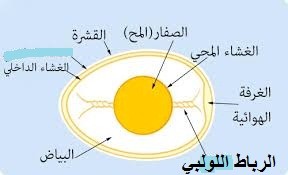 الصفار(المح)
القشرة
الغشاء المحي
الغشاء الداخلي
الغرفة
الهوائية
البياض
الرباط اللولبي